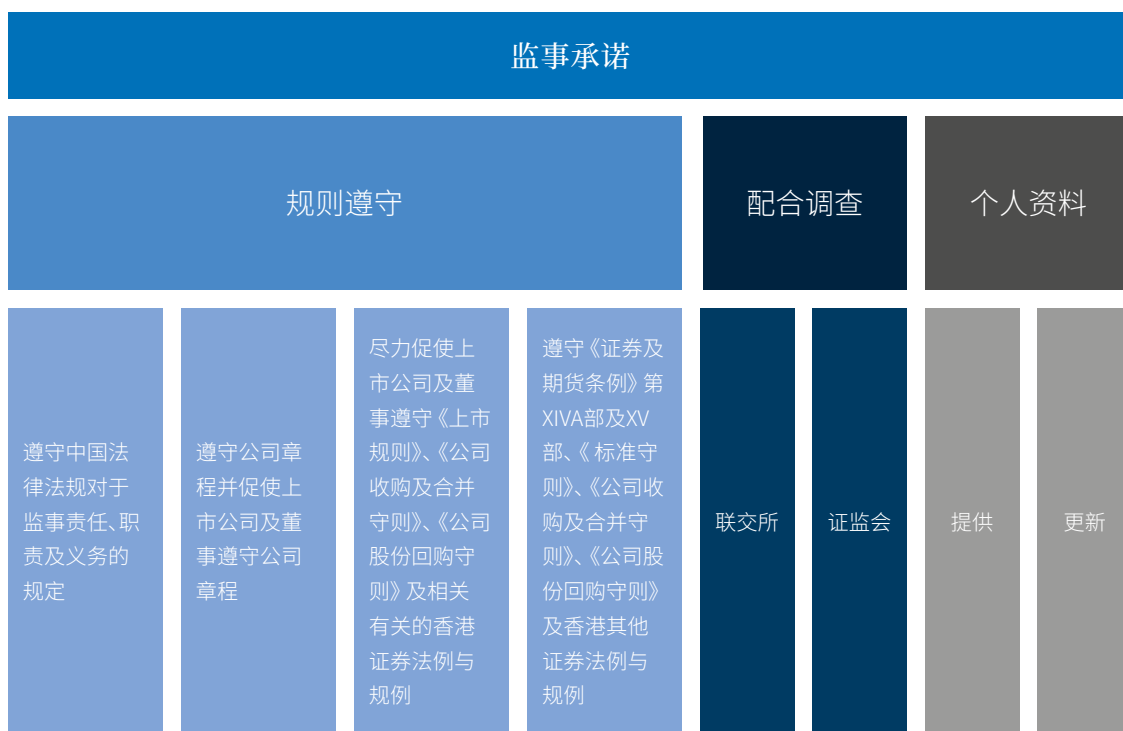 监事承诺
规则遵守
配合调查
个人资料
遵守中国法
律法规对于
监事责任、职
责及义务的
规定
遵守公司章
程并促使上
市公司及董
事遵守公司
章程
尽力促使上
市公司及董
事遵守《上市
规则》、《公司
收购及合并
守则》、《公司
股份回购守
则》及相关
有关的香港
证券法例与
规例
遵守《证券及
期货条例》第
XIVA部及XV
部、《标准守
则》、《公司收
购及合并守
则》、《公司股
份回购守则》
及香港其他
证券法例与
规例
联交所
证监会
提供
更新